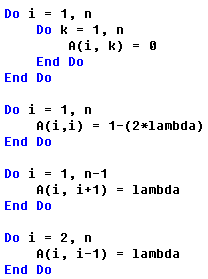 Do i = 1, n
Do k = 1, n
A(i, k) = 0
End Do
End Do
Do i = 1, n
A(i,i) = 1-(2*lambda)
End Do
Do i = 1, n-1
A(i, i+1) = lambda
End Do
Do i = 2, n
A(i, i-1) = lambda
End Do